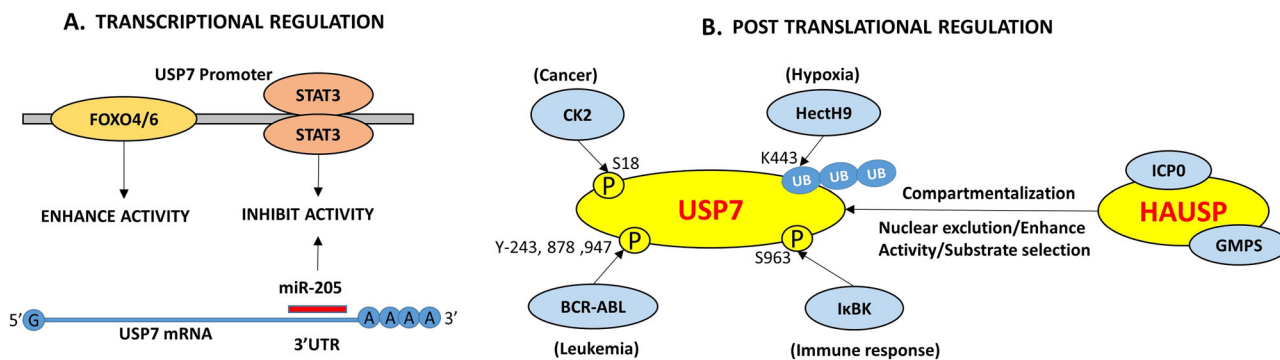 A. TRANSCRIPTIONAL REGULATION
USP7 Promoter
STAT3
FOXO4/6
STAT3
ENHANCE ACTIVITY
INHIBIT ACTIVITY
miR-205
5’ G
A A A A 3’
USP7 mRNA
3’UTR
B. POST TRANSLATIONAL REGULATION
(Cancer)
(Hypoxia)
CK2
HectH9
S18
K443
P
UB UB UB
USP7
Compartmentalization
Nuclear exclution/Enhance
Activity/Substrate selection
ICP0
HAUSP
GMPS
Y-243, 878 ,947
P
P
S963
BCR-ABL
IκBK
(Leukemia)
(Immune response)